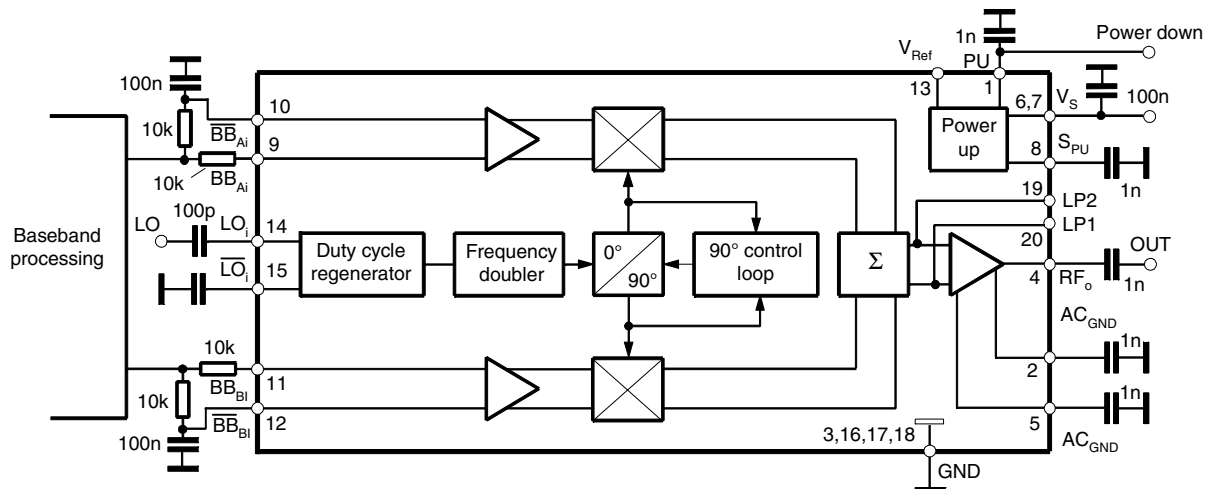 1n
Power down
V_Ref
PU
13
1
100n
10
10k
B̅B̅_Ai
9
10k
BB_Ai
6,7
V_S
100n
Power
up
8
S_PU
1n
19
LP2
LP1
20
LO
100p
LO_i
14
L̅O̅_i
15
Baseband
processing
Duty cycle
regenerator
Frequency
doubler
0°
90°
90° control
loop
Σ
OUT
4
RF_o
1n
AC_GND
1n
2
1n
5
AC_GND
10k
BB_BI
11
10k
B̅B̅_BI
12
100n
3,16,17,18
GND